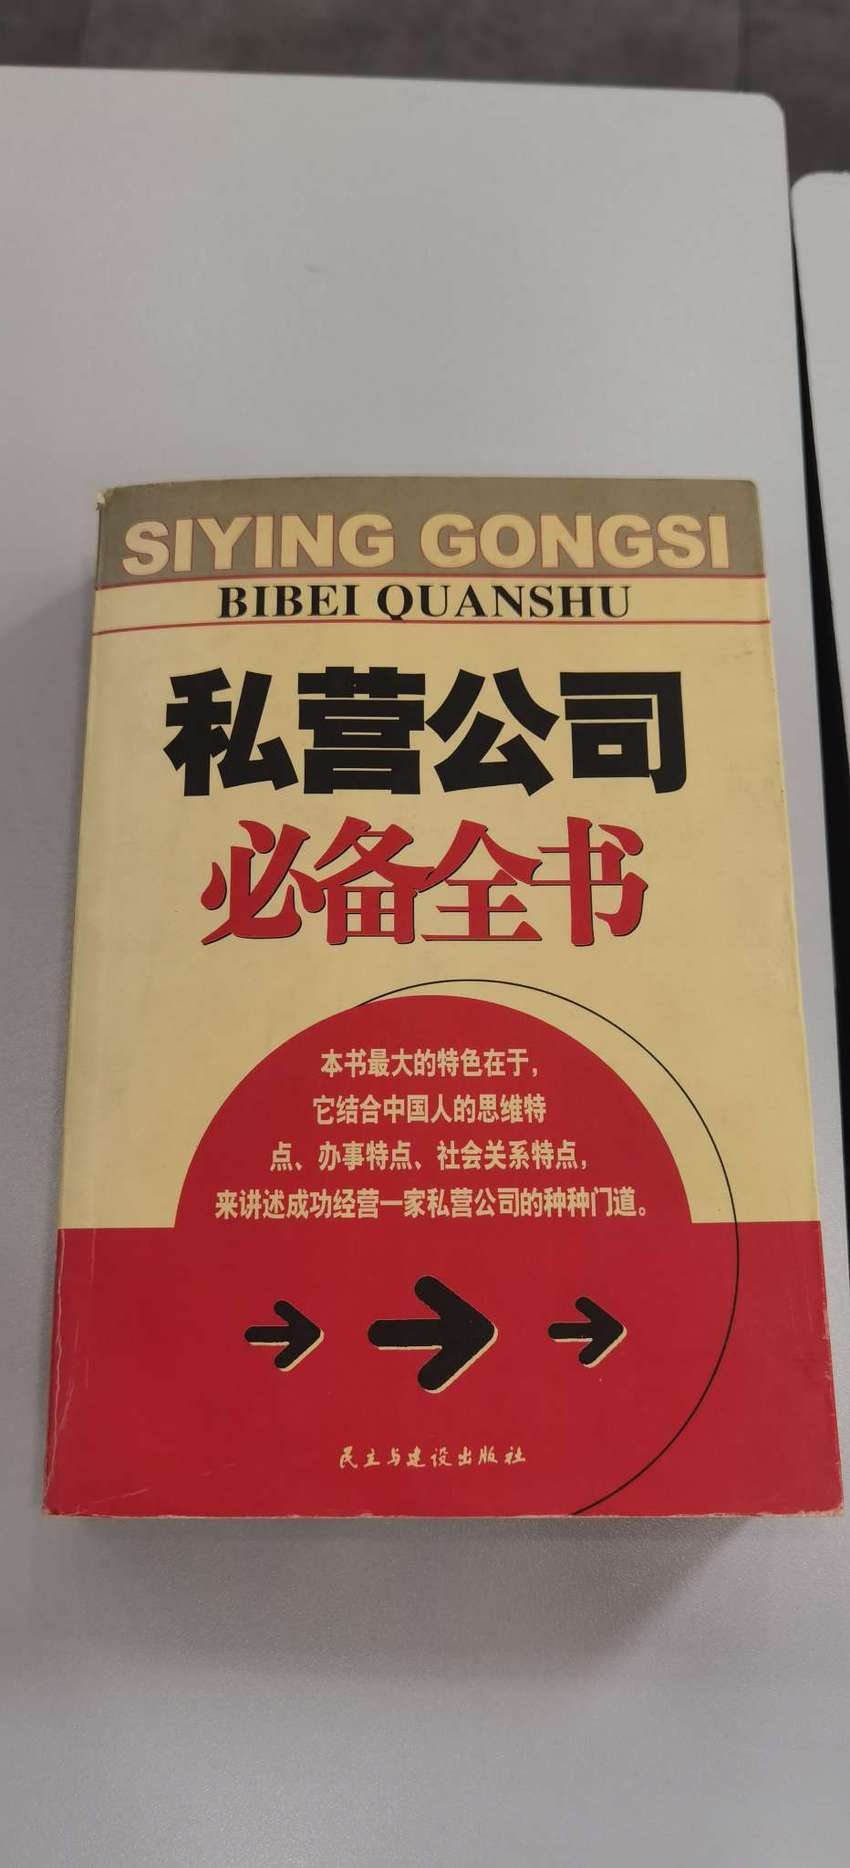 SIYING GONGSI
BIBEI QUANSHU
私营公司
必备全书
本书最大的特色在于，
它结合中国人的思维特
点、办事特点、社会关系特点，
来讲述成功经营一家私营公司的种种门道。
民主与建设出版社